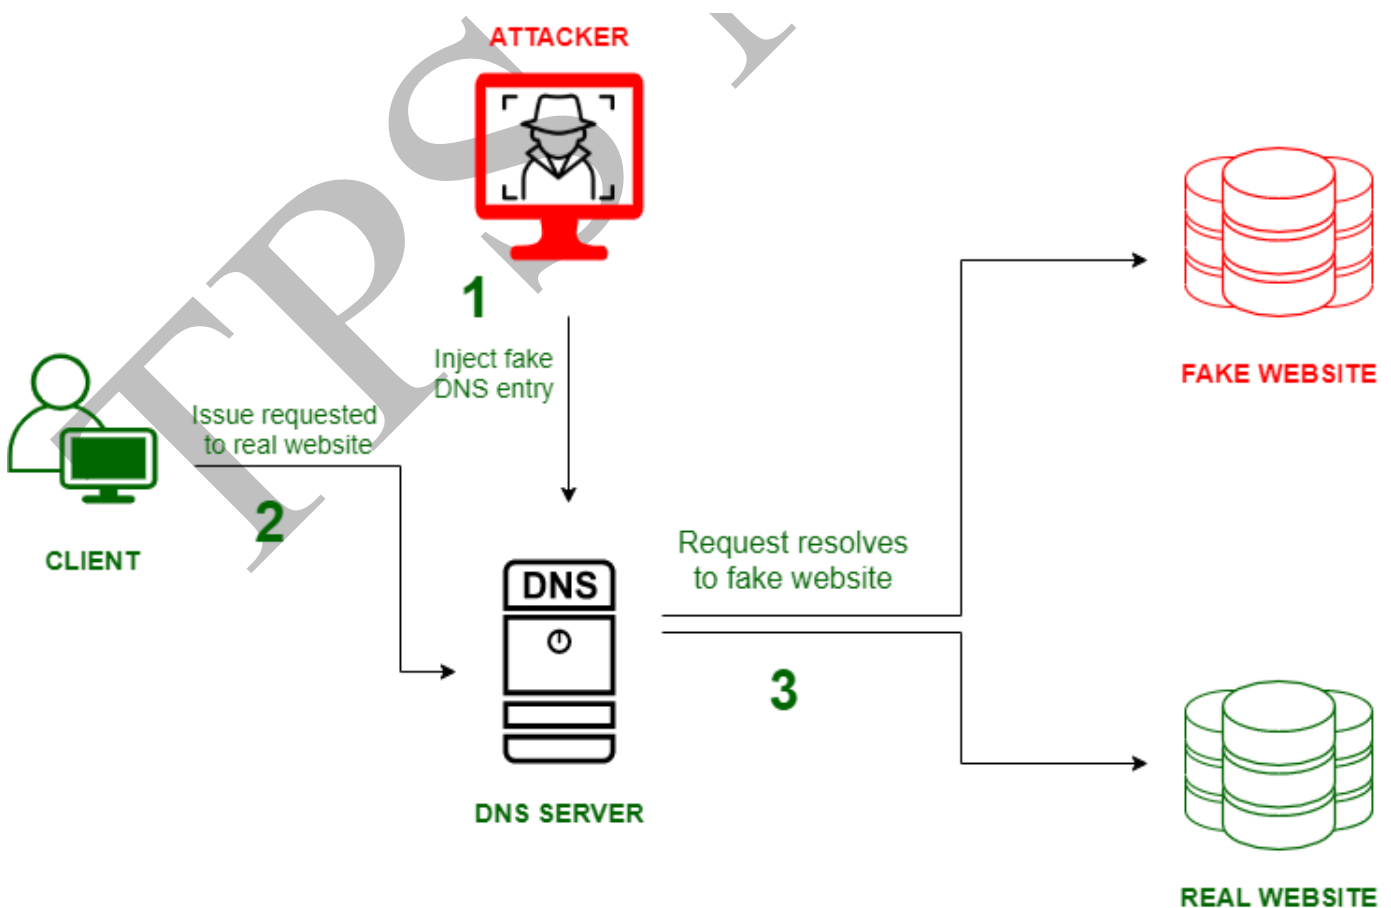 ATTACKER
1
Inject fake
DNS entry
Issue requested
to real website
2
CLIENT
DNS
DNS SERVER
Request resolves
to fake website
3
FAKE WEBSITE
REAL WEBSITE
TPS